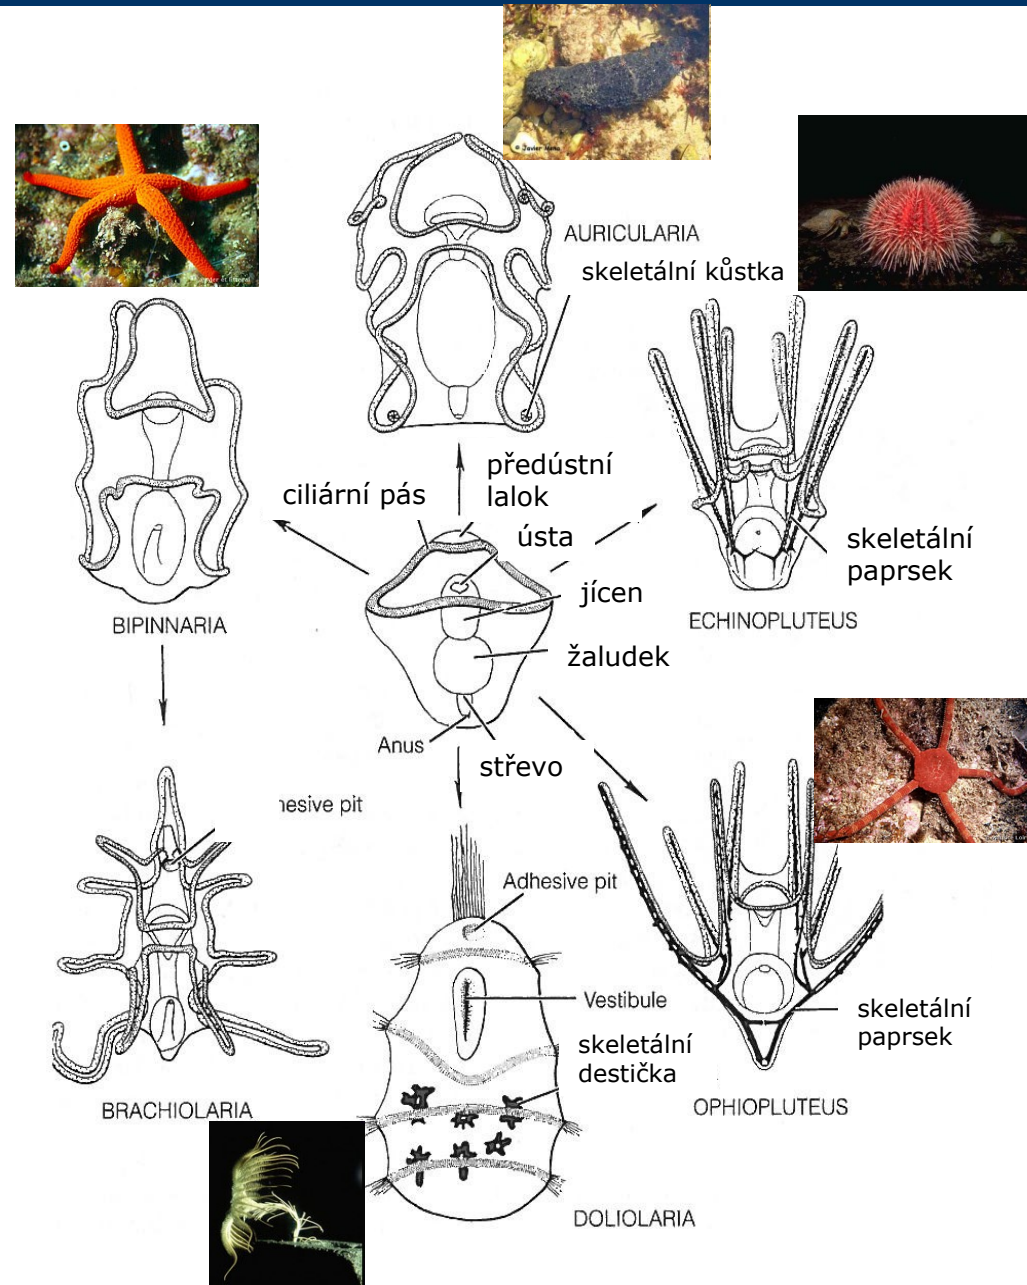 © Javier
AURICULARIA
skeletální kůstka
předústní
lalok
ciliární pás
ústa
skeletální
paprsek
jícen
BIPINNARIA
ECHINOPLUTEUS
žaludek
Anus
střevo
hesive pit
Adhesive pit
Vestibule
skeletální
paprsek
skeletální
destička
BRACHIOLARIA
OPHIOPLUTEUS
DOLIOLARIA